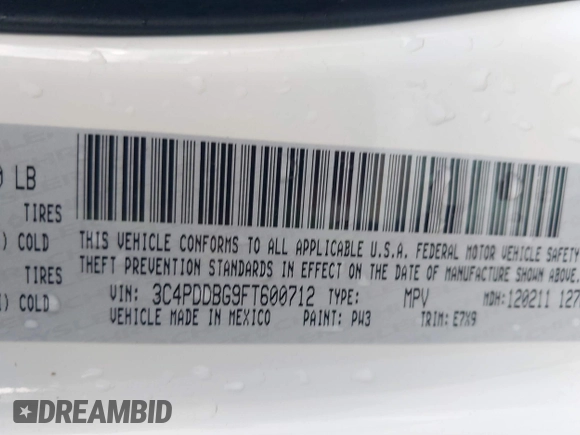 0 LB
TIRES
) COLD
TIRES
) COLD
THIS VEHICLE CONFORMS TO ALL APPLICABLE U.S.A. FEDERAL MOTOR VEHICLE SAFETY
THEFT PREVENTION STANDARDS IN EFFECT ON THE DATE OF MANUFACTURE SHOWN ABOVE.
VIN: 3C4PDDBG9FT600712 TYPE: MPV MDH:120211 127
VEHICLE MADE IN MEXICO PAINT: PW3 TRIM: E7X9
DREAMBID